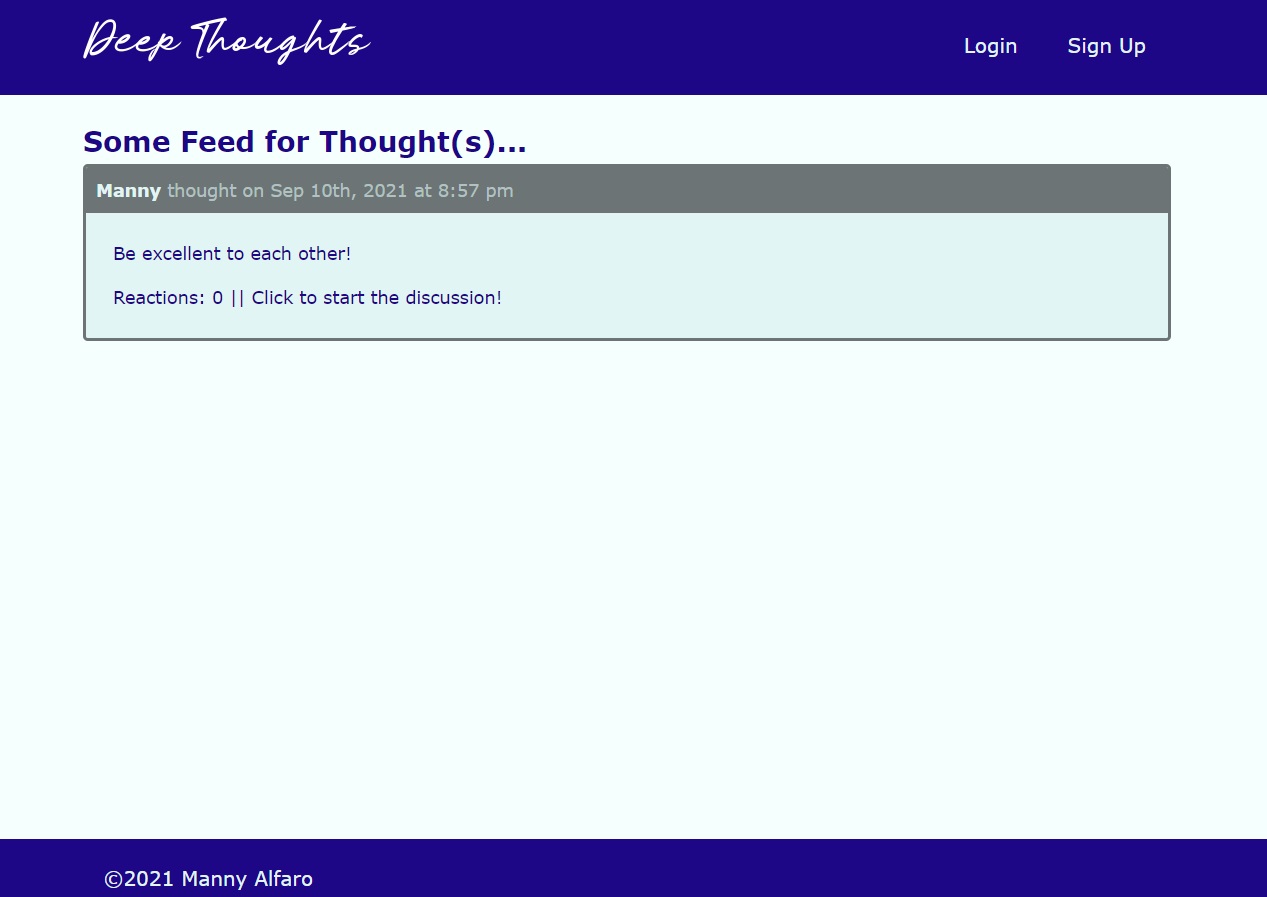 Deep Thoughts
Login
Sign Up
Some Feed for Thought(s)...
Manny thought on Sep 10th, 2021 at 8:57 pm
Be excellent to each other!
Reactions: 0 || Click to start the discussion!
©2021 Manny Alfaro